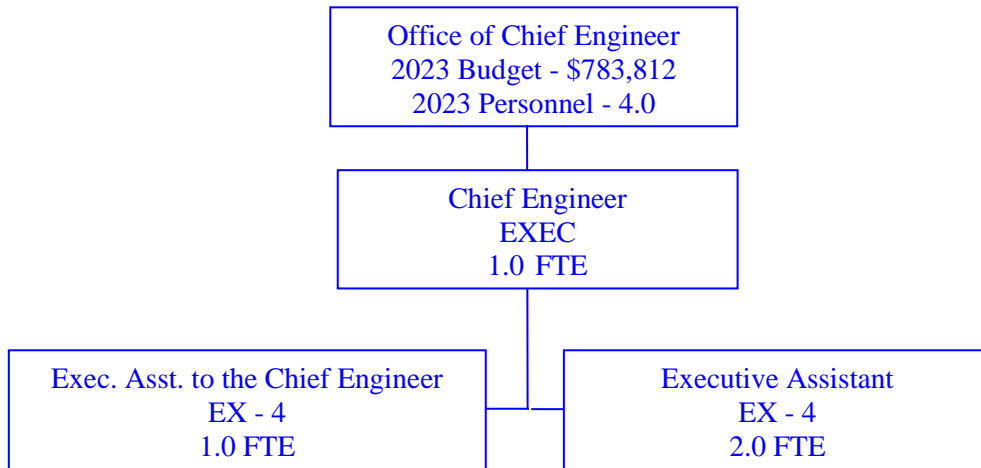 Office of Chief Engineer
2023 Budget - $783,812
2023 Personnel - 4.0
Chief Engineer
EXEC
1.0 FTE
Exec. Asst. to the Chief Engineer
EX - 4
1.0 FTE
Executive Assistant
EX - 4
2.0 FTE